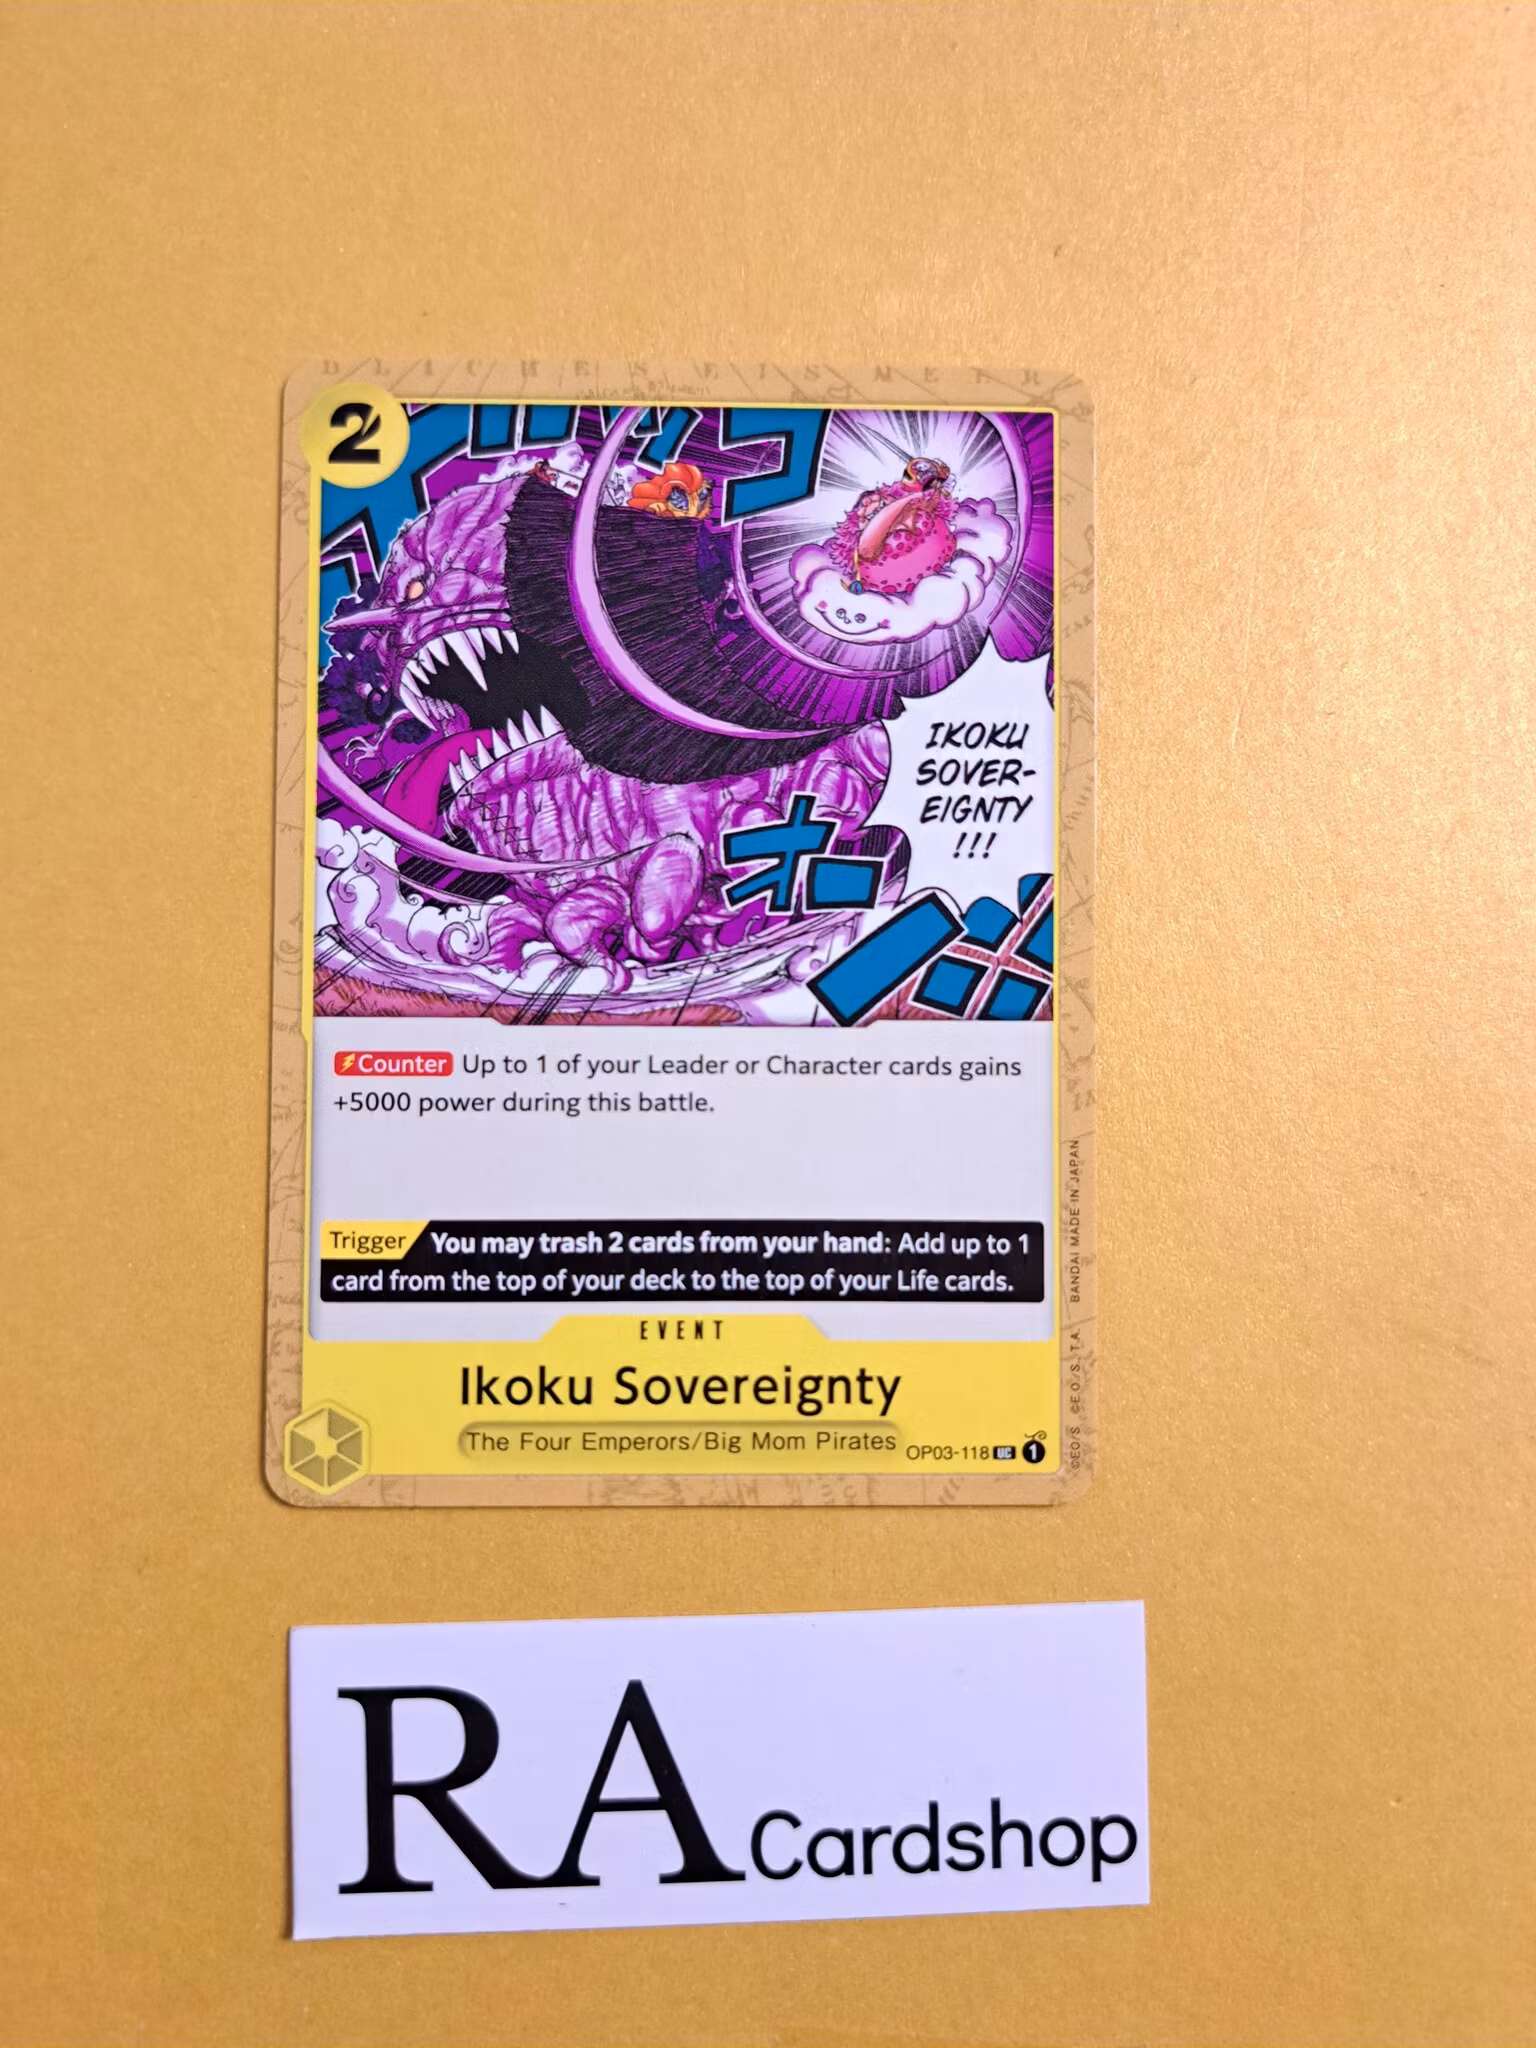 2
IKOKU
SOVER-
EIGNTY
!!!
オー
Counter Up to 1 of your Leader or Character cards gains
+5000 power during this battle.
Trigger You may trash 2 cards from your hand: Add up to 1
card from the top of your deck to the top of your Life cards.
EVENT
Ikoku Sovereignty
The Four Emperors/Big Mom Pirates
OP03-118 UC 1
©E.O./S. ©E.O./S., T.A. BANDAI MADE IN JAPAN
RA Cardshop